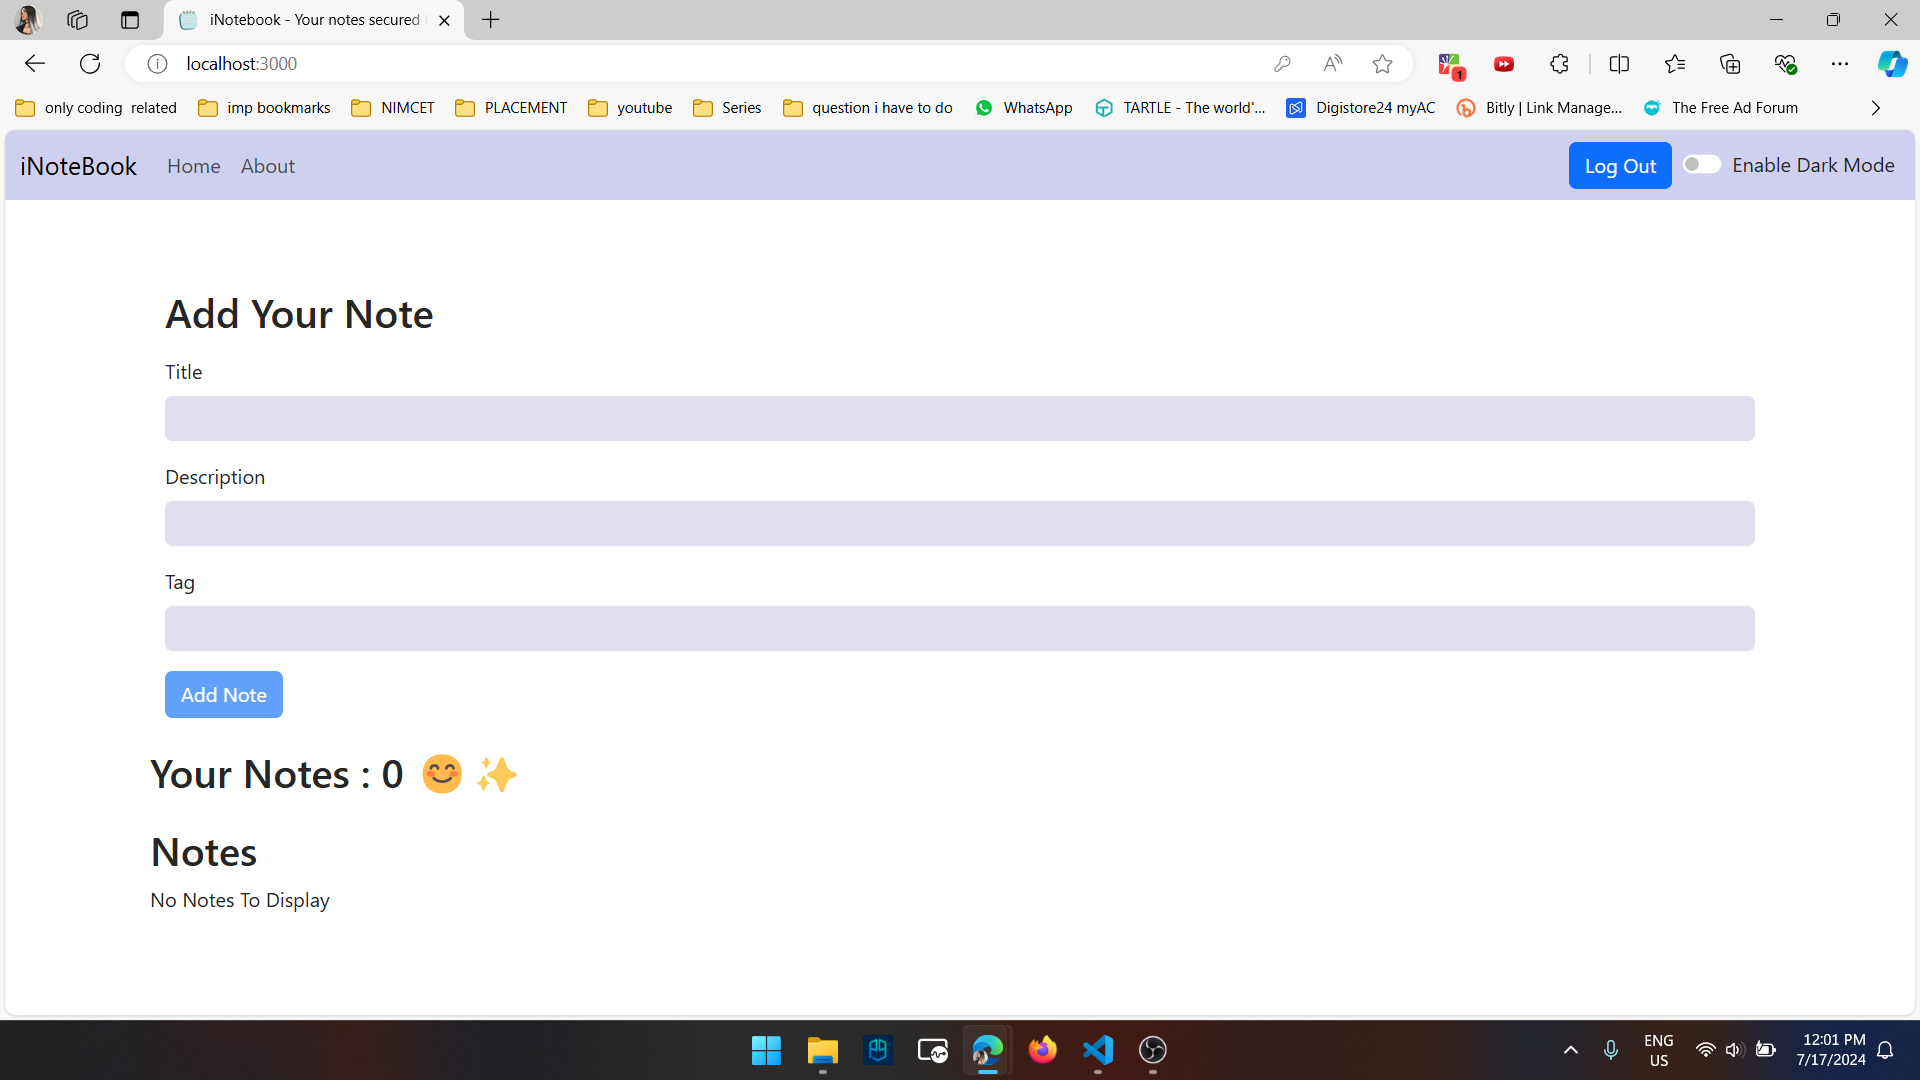 iNotebook - Your notes secured i
localhost:3000
1
only coding related
imp bookmarks
NIMCET
PLACEMENT
youtube
Series
question i have to do
WhatsApp
TARTLE - The world'...
Digistore24 myAC
Bitly | Link Manage...
The Free Ad Forum
iNoteBook
Home
About
Log Out
Enable Dark Mode
Add Your Note
Title
Description
Tag
Add Note
Your Notes : 0 😊 ✨
Notes
No Notes To Display
ENG
US
12:01 PM
7/17/2024